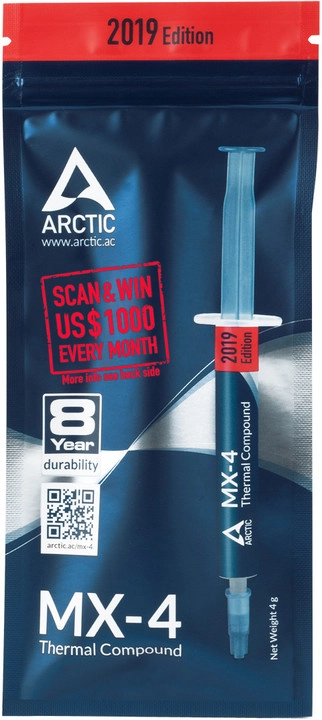 2019 Edition
ARCTIC
www.arctic.ac
SCAN & WIN
US$1000
EVERY MONTH
More info on back side
8
Year
durability
arctic.ac/mx-4
MX-4
Thermal Compound
2019
Edition
MX-4
Thermal Compound
ARCTIC
Net Weight 4 g